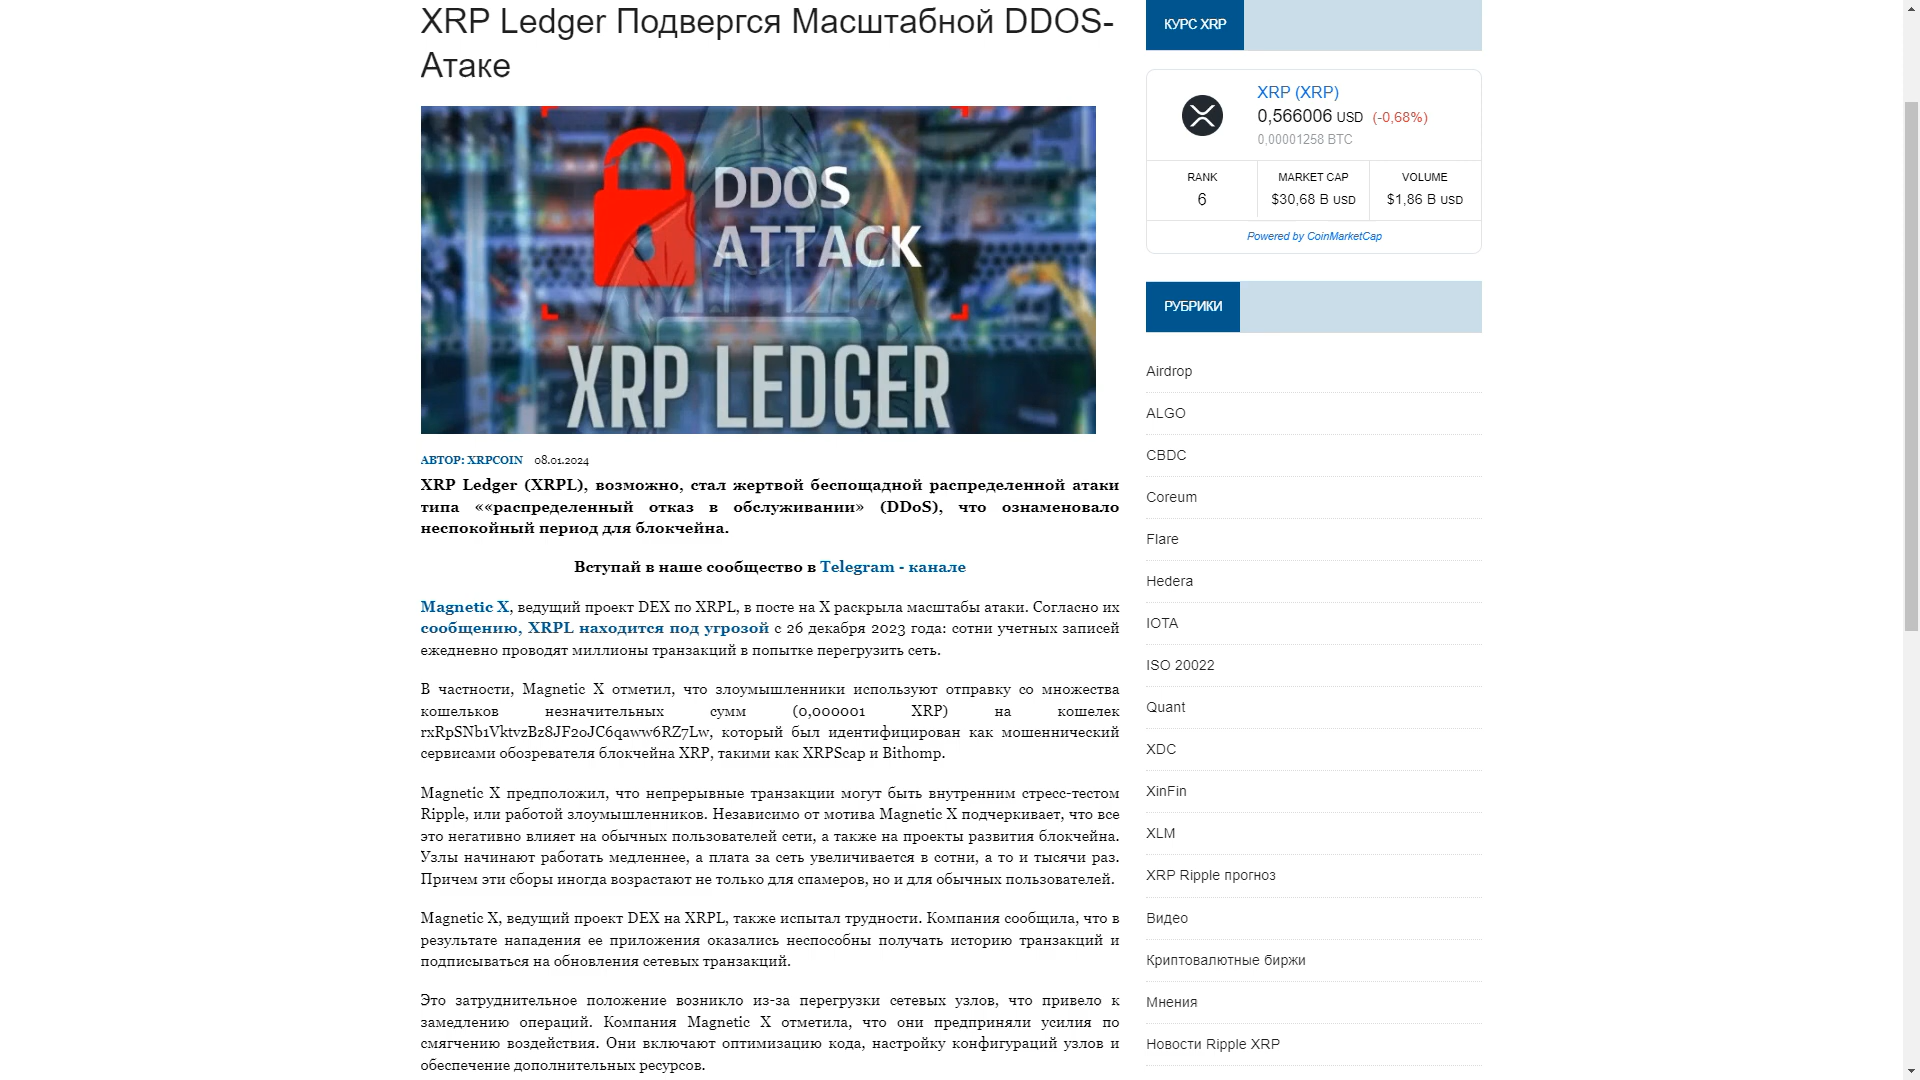 XRP Ledger Подвергся Масштабной DDOS-
Атаке
DDOS
ATTACK
XRP LEDGER
АВТОР: XRPCOIN 08.01.2024
XRP Ledger (XRPL), возможно, стал жертвой беспощадной распределенной атаки
типа ««распределенный отказ в обслуживании» (DDoS), что ознаменовало
неспокойный период для блокчейна.
Вступай в наше сообщество в Telegram - канале
Magnetic X, ведущий проект DEX по XRPL, в посте на X раскрыла масштабы атаки. Согласно их
сообщению, XRPL находится под угрозой с 26 декабря 2023 года: сотни учетных записей
ежедневно проводят миллионы транзакций в попытке перегрузить сеть.
В частности, Magnetic X отметил, что злоумышленники используют отправку со множества
кошельков незначительных сумм (0,000001 XRP) на кошелек
rxRpSNb1VktvzBz8JF2oJC6qaww6RZ7Lw, который был идентифицирован как мошеннический
сервисами обозревателя блокчейна XRP, такими как XRPScap и Bithomp.
Magnetic X предположил, что непрерывные транзакции могут быть внутренним стресс-тестом
Ripple, или работой злоумышленников. Независимо от мотива Magnetic X подчеркивает, что все
это негативно влияет на обычных пользователей сети, а также на проекты развития блокчейна.
Узлы начинают работать медленнее, а плата за сеть увеличивается в сотни, а то и тысячи раз.
Причем эти сборы иногда возрастают не только для спамеров, но и для обычных пользователей.
Magnetic X, ведущий проект DEX на XRPL, также испытал трудности. Компания сообщила, что в
результате нападения ее приложения оказались неспособны получать историю транзакций и
подписываться на обновления сетевых транзакций.
Это затруднительное положение возникло из-за перегрузки сетевых узлов, что привело к
замедлению операций. Компания Magnetic X отметила, что они предприняли усилия по
смягчению воздействия. Они включают оптимизацию кода, настройку конфигураций узлов и
обеспечение дополнительных ресурсов.
КУРС XRP
XRP (XRP)
0,566006 USD (-0,68%)
0,00001258 BTC
RANK
6
MARKET CAP
$30,68 B USD
VOLUME
$1,86 B USD
Powered by CoinMarketCap
РУБРИКИ
Airdrop
ALGO
CBDC
Coreum
Flare
Hedera
IOTA
ISO 20022
Quant
XDC
XinFin
XLM
XRP Ripple прогноз
Видео
Криптовалютные биржи
Мнения
Новости Ripple XRP